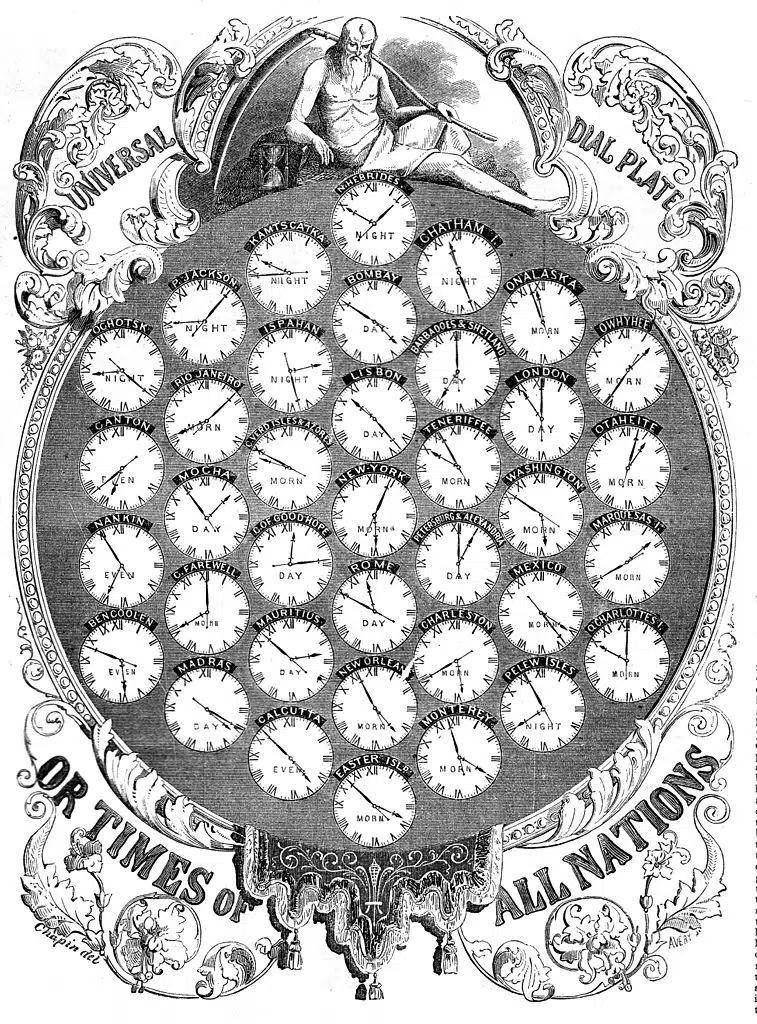 UNIVERSAL
DIAL PLATE
N. HEBRIDES
NIGHT
KAMTSCATKA
NIGHT
CHATHAM I.
NIGHT
P. JACKSON
NIGHT
BOMBAY
DAY
ONALASKA
MORN
OCHOTSK
NIGHT
ISPAHAN
NIGHT
BARBADOES & SHETLAND
DAY
OWHYHEE
MORN
RIO JANEIRO
MORN
LISBON
DAY
LONDON
DAY
CANTON
EVEN
C. VERD ISLES & AZORES
MORN
TENERIFFE
MORN
OTAHEITE
MORN
MOCHA
DAY
NEW-YORK
MORN
WASHINGTON
MORN
NANKIN
EVEN
C. OF GOOD HOPE
DAY
PETERSBURG & ALEXANDRIA
DAY
MARQUESAS I.
MORN
C. FAREWELL
MORN
ROME
DAY
MEXICO
MORN
BENCOOLEN
EVEN
MAURITIUS
DAY
CHARLESTON
MORN
Q. CHARLOTTES I.
MORN
MADRAS
DAY
NEW ORLEAN
MORN
PELEW ISLES
NIGHT
CALCUTTA
EVEN
MONTEREY
MORN
EASTER ISLE
MORN
OR TIMES OF
ALL NATIONS
Chapin del
AVERY